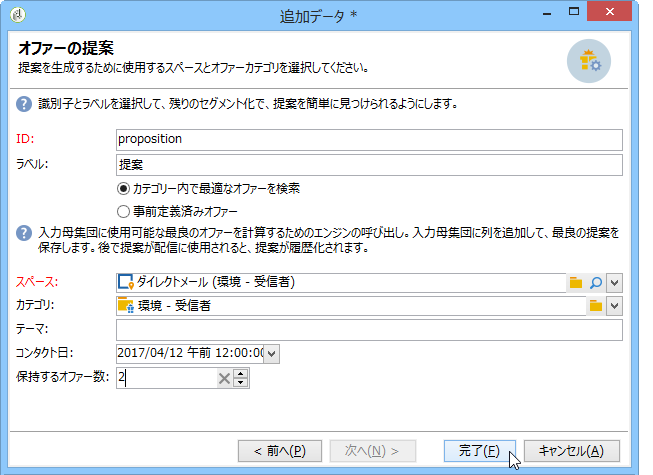 追加データ *
オファーの提案
提案を生成するために使用するスペースとオファーカテゴリを選択してください。
識別子とラベルを選択して、残りのセグメント化で、提案を簡単に見つけられるようにします。
ID: proposition
ラベル: 提案
カテゴリー内で最適なオファーを検索
事前定義済みオファー
入力母集団に使用可能な最良のオファーを計算するためのエンジンの呼び出し。入力母集団に列を追加して、最良の提案を
保存します。後で提案が配信に使用されると、提案が履歴化されます。
スペース: ダイレクトメール (環境 - 受信者)
カテゴリ: 環境 - 受信者
テーマ:
コンタクト日: 2017/04/12 午前 12:00:00
保持するオファー数: 2
< 前へ(P) 次へ(N) > 完了(F) キャンセル(A)